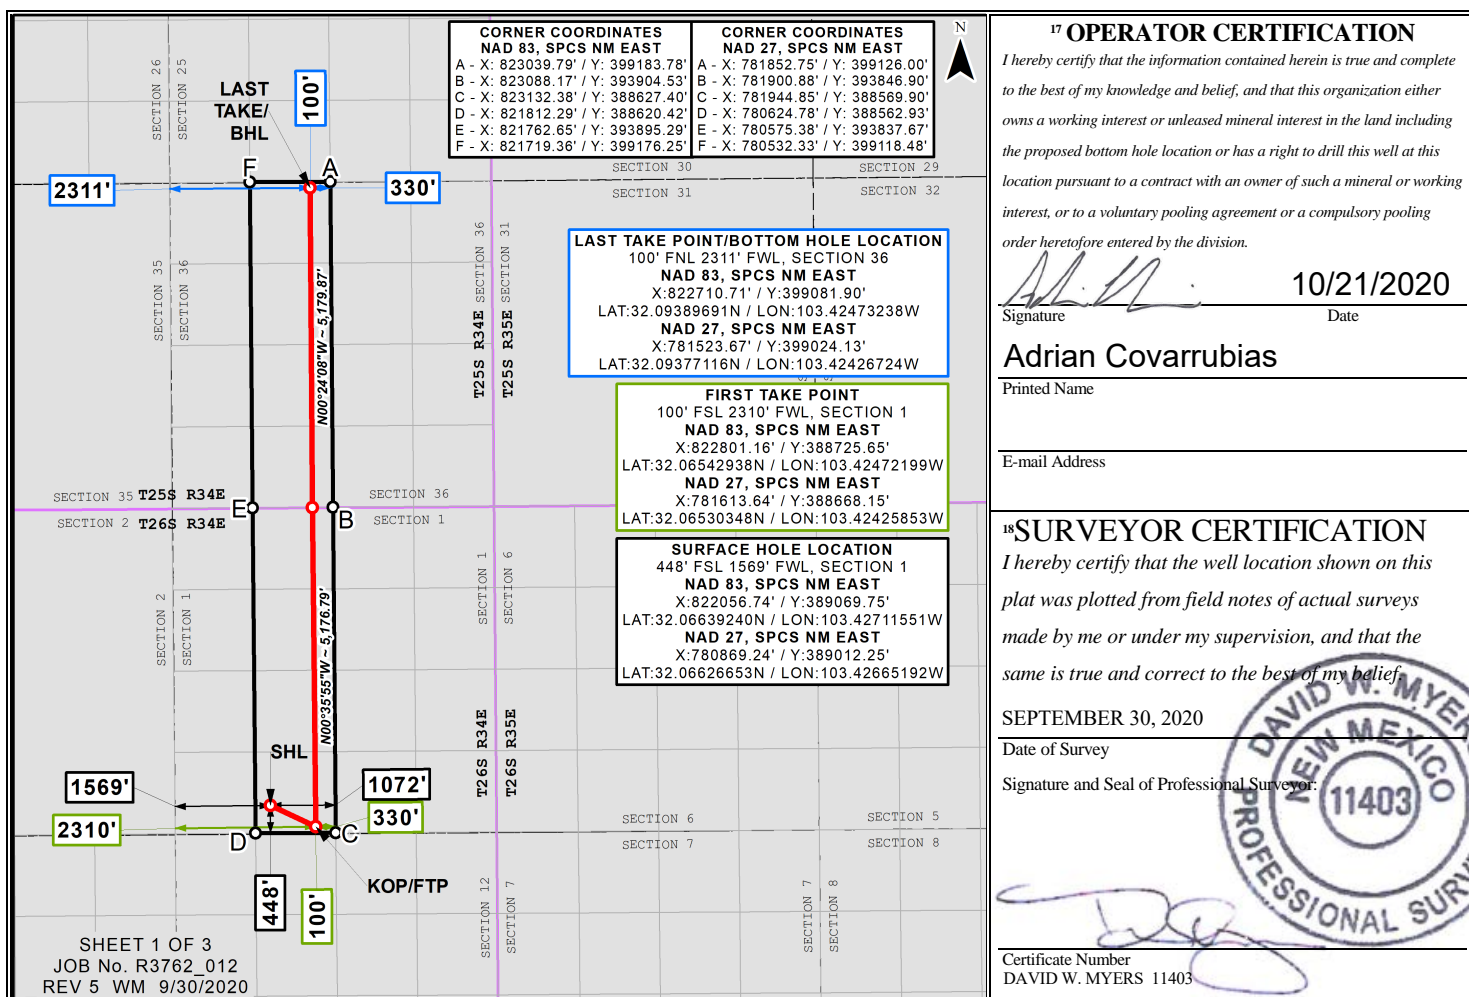 CORNER COORDINATES
NAD 83, SPCS NM EAST
A - X: 823039.79' / Y: 399183.78'
B - X: 823088.17' / Y: 393904.53'
C - X: 823132.38' / Y: 388627.40'
D - X: 821812.29' / Y: 388620.42'
E - X: 821762.65' / Y: 393895.29'
F - X: 821719.36' / Y: 399176.25'
CORNER COORDINATES
NAD 27, SPCS NM EAST
A - X: 781852.75' / Y: 399126.00'
B - X: 781900.88' / Y: 393846.90'
C - X: 781944.85' / Y: 388569.90'
D - X: 780624.78' / Y: 388562.93'
E - X: 780575.38' / Y: 393837.67'
F - X: 780532.33' / Y: 399118.48'
N
SECTION 26
SECTION 25
LAST
TAKE/
BHL
100'
F
A
2311'
330'
SECTION 30
SECTION 29
SECTION 31
SECTION 32
SECTION 35
SECTION 36
T25S R34E SECTION 36
T25S R35E SECTION 31
N00°24'08"W ~ 5,179.87'
LAST TAKE POINT/BOTTOM HOLE LOCATION
100' FNL 2311' FWL, SECTION 36
NAD 83, SPCS NM EAST
X:822710.71' / Y:399081.90'
LAT:32.09389691N / LON:103.42473238W
NAD 27, SPCS NM EAST
X:781523.67' / Y:399024.13'
LAT:32.09377116N / LON:103.42426724W
FIRST TAKE POINT
100' FSL 2310' FWL, SECTION 1
NAD 83, SPCS NM EAST
X:822801.16' / Y:388725.65'
LAT:32.06542938N / LON:103.42472199W
NAD 27, SPCS NM EAST
X:781613.64' / Y:388668.15'
LAT:32.06530348N / LON:103.42425853W
SECTION 35 T25S R34E
SECTION 36
E
B
SECTION 2 T26S R34E
SECTION 1
SURFACE HOLE LOCATION
448' FSL 1569' FWL, SECTION 1
NAD 83, SPCS NM EAST
X:822056.74' / Y:389069.75'
LAT:32.06639240N / LON:103.42711551W
NAD 27, SPCS NM EAST
X:780869.24' / Y:389012.25'
LAT:32.06626653N / LON:103.42665192W
SECTION 2
SECTION 1
SECTION 1
SECTION 6
N00°35'55"W ~ 5,176.79'
T26S R34E
T26S R35E
SHL
1569'
1072'
2310'
330'
D
C
SECTION 6
SECTION 5
SECTION 7
SECTION 8
448'
100'
KOP/FTP
SECTION 12
SECTION 7
SECTION 7
SECTION 8
SHEET 1 OF 3
JOB No. R3762_012
REV 5 WM 9/30/2020
17 OPERATOR CERTIFICATION
I hereby certify that the information contained herein is true and complete
to the best of my knowledge and belief, and that this organization either
owns a working interest or unleased mineral interest in the land including
the proposed bottom hole location or has a right to drill this well at this
location pursuant to a contract with an owner of such a mineral or working
interest, or to a voluntary pooling agreement or a compulsory pooling
order heretofore entered by the division.
10/21/2020
Signature
Date
Adrian Covarrubias
Printed Name
E-mail Address
18SURVEYOR CERTIFICATION
I hereby certify that the well location shown on this
plat was plotted from field notes of actual surveys
made by me or under my supervision, and that the
same is true and correct to the best of my belief.
SEPTEMBER 30, 2020
Date of Survey
Signature and Seal of Professional Surveyor:
DAVID W. MYERS
NEW MEXICO
11403
PROFESSIONAL
Certificate Number
DAVID W. MYERS 11403